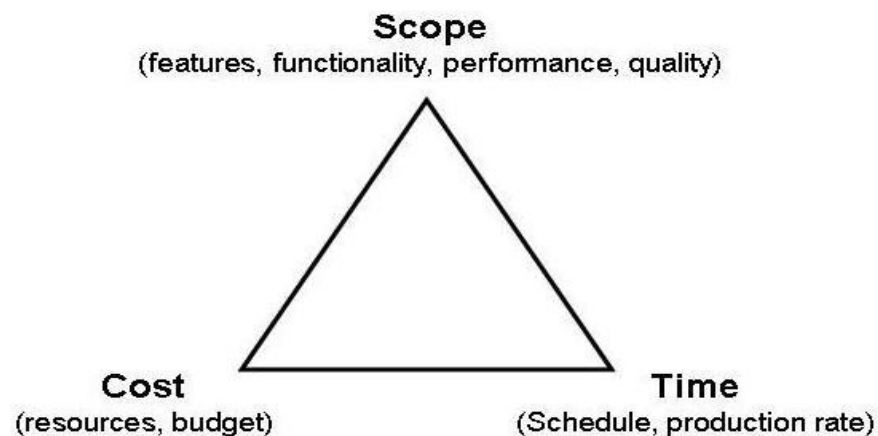 Scope
(features, functionality, performance, quality)
Cost
(resources, budget)
Time
(Schedule, production rate)